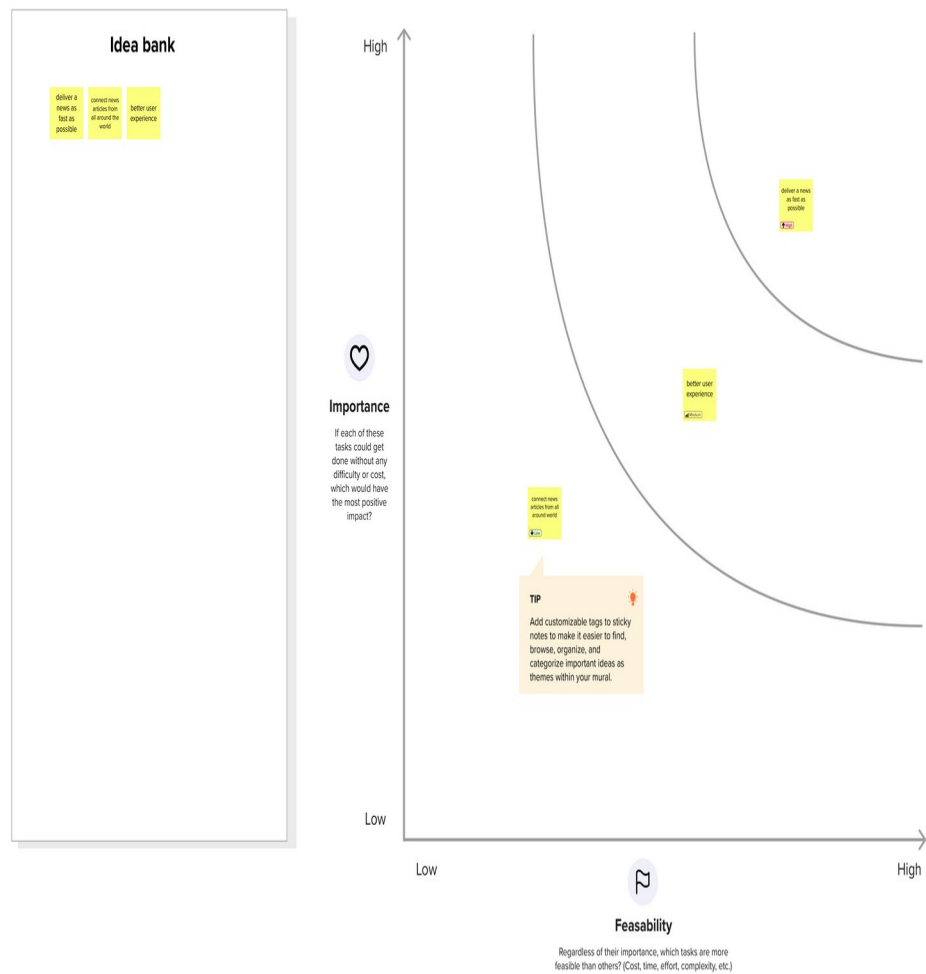 Idea bank
deliver a
news as
fast as
possible
connect news
articles from
all around the
world
better user
experience
High
deliver a news
as fast as
possible
High
better user
experience
Medium
Importance
If each of these
tasks could get
done without any
difficulty or cost,
which would have
the most positive
impact?
connect news
articles from all
around world
Low
TIP
Add customizable tags to sticky
notes to make it easier to find,
browse, organize, and
categorize important ideas as
themes within your mural.
Low
Low
High
Feasability
Regardless of their importance, which tasks are more
feasible than others? (Cost, time, effort, complexity, etc.)